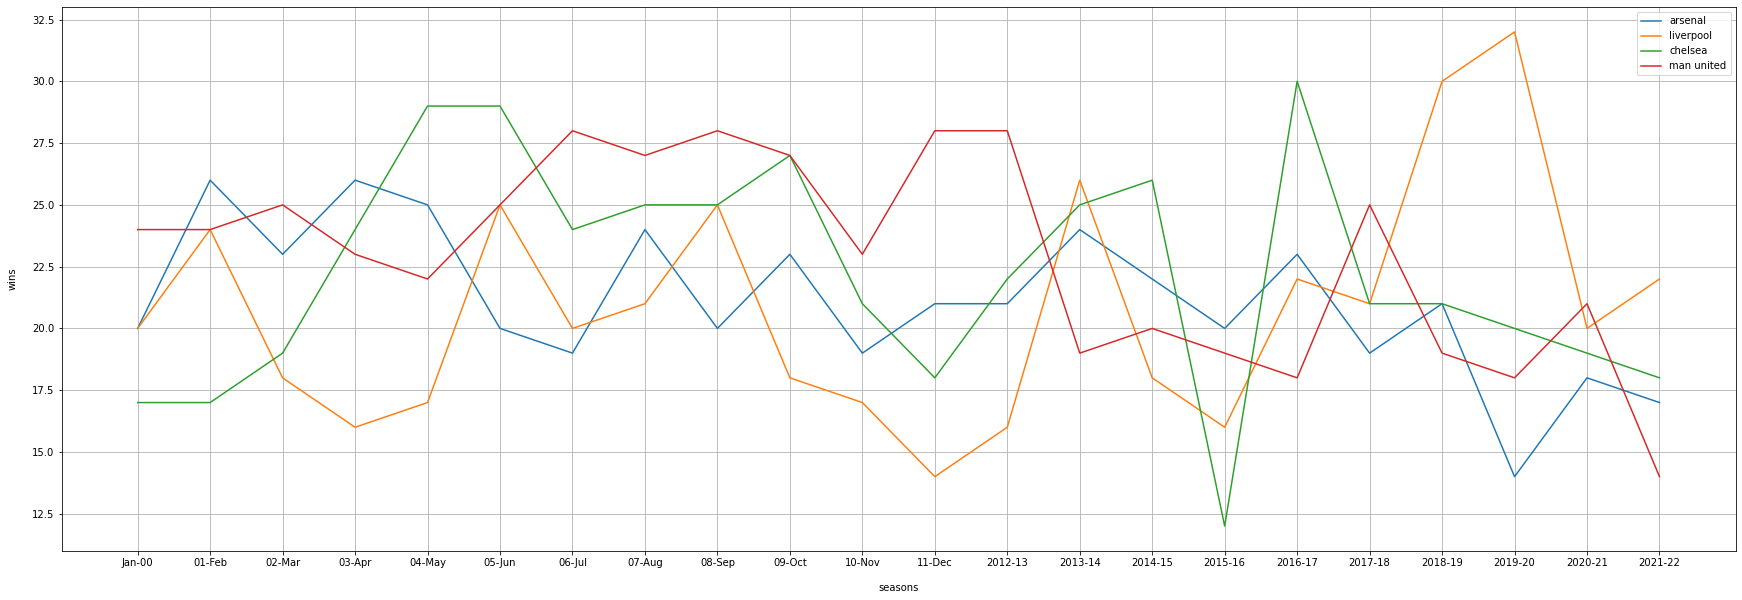 32.5
30.0
27.5
25.0
22.5
20.0
17.5
15.0
12.5
wins
arsenal
liverpool
chelsea
man united
Jan-00 01-Feb 02-Mar 03-Apr 04-May 05-Jun 06-Jul 07-Aug 08-Sep 09-Oct 10-Nov 11-Dec 2012-13 2013-14 2014-15 2015-16 2016-17 2017-18 2018-19 2019-20 2020-21 2021-22
seasons